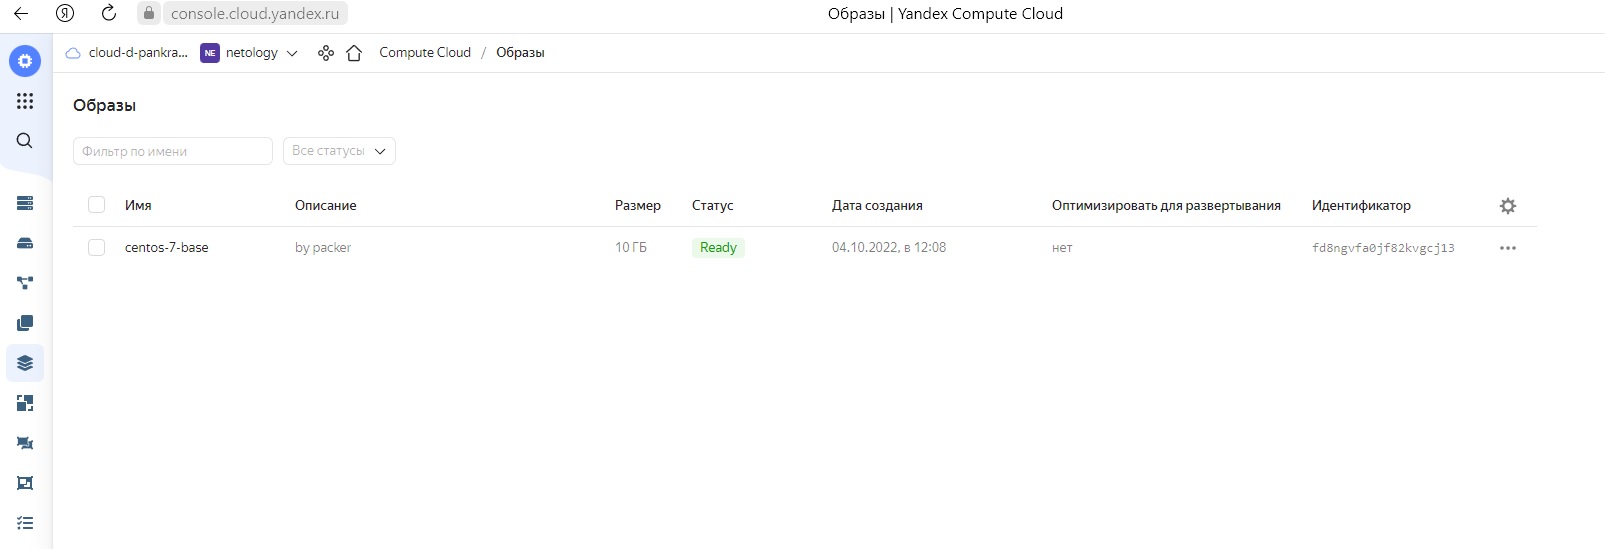 console.cloud.yandex.ru Образы | Yandex Compute Cloud
cloud-d-pankra... NE netology Compute Cloud / Образы
Образы
Фильтр по имени Все статусы
Имя Описание Размер Статус Дата создания Оптимизировать для развертывания Идентификатор
centos-7-base by packer 10 ГБ Ready 04.10.2022, в 12:08 нет fd8ngvfa0jf82kvgcj13